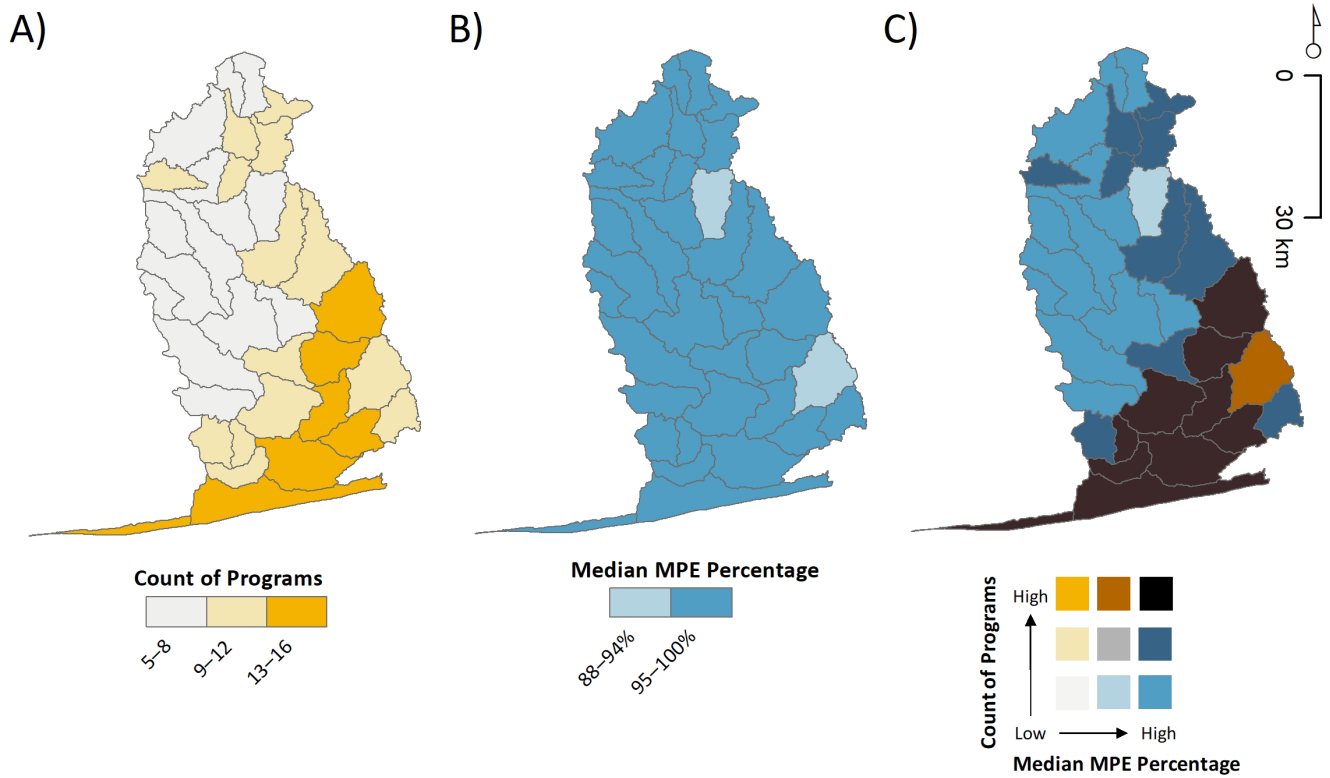 A)
B)
C)
0
30 km
Count of Programs
5–8
9–12
13–16
Median MPE Percentage
88–94%
95–100%
Count of Programs
High
Low
High
Median MPE Percentage